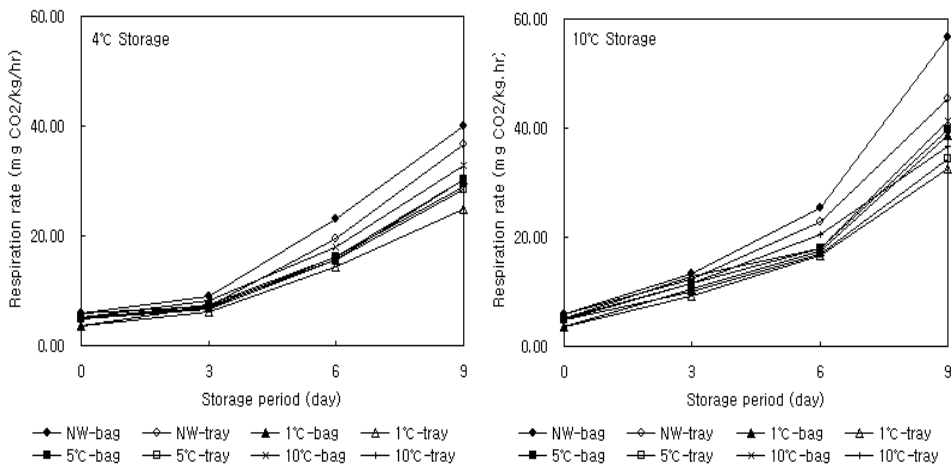 60.00
4℃ Storage
40.00
20.00
0.00
Respiration rate (mg CO2/kg/hr)
0 3 6 9
Storage period (day)
NW-bag NW-tray 1℃-bag 1℃-tray
5℃-bag 5℃-tray 10℃-bag 10℃-tray
60.00
10℃ Storage
40.00
20.00
0.00
Respiration rate (mg CO2/kg.hr)
0 3 6 9
Storage period (day)
NW-bag NW-tray 1℃-bag 1℃-tray
5℃-bag 5℃-tray 10℃-bag 10℃-tray